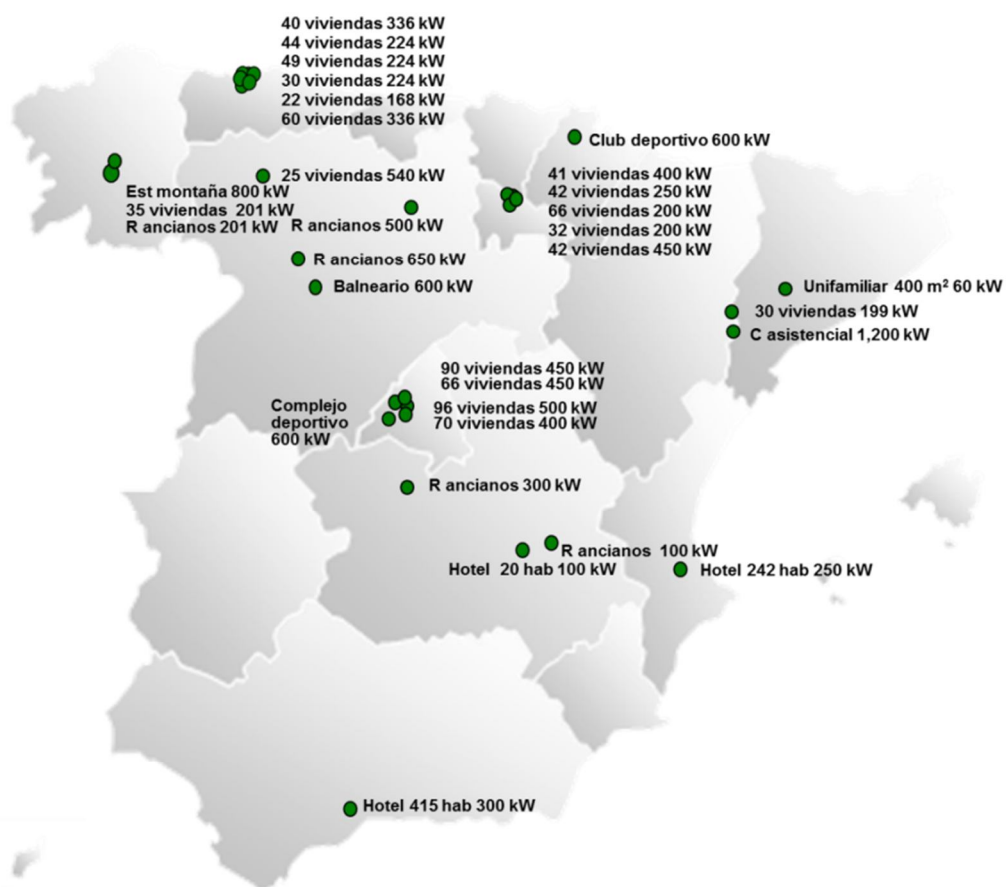 40 viviendas 336 kW
44 viviendas 224 kW
49 viviendas 224 kW
30 viviendas 224 kW
22 viviendas 168 kW
60 viviendas 336 kW
Club deportivo 600 kW
25 viviendas 540 kW
Est montaña 800 kW
35 viviendas 201 kW
R ancianos 201 kW
R ancianos 500 kW
41 viviendas 400 kW
42 viviendas 250 kW
66 viviendas 200 kW
32 viviendas 200 kW
42 viviendas 450 kW
R ancianos 650 kW
Balneario 600 kW
Unifamiliar 400 m² 60 kW
30 viviendas 199 kW
C asistencial 1,200 kW
90 viviendas 450 kW
66 viviendas 450 kW
96 viviendas 500 kW
70 viviendas 400 kW
Complejo
deportivo
600 kW
R ancianos 300 kW
R ancianos 100 kW
Hotel 20 hab 100 kW
Hotel 242 hab 250 kW
Hotel 415 hab 300 kW